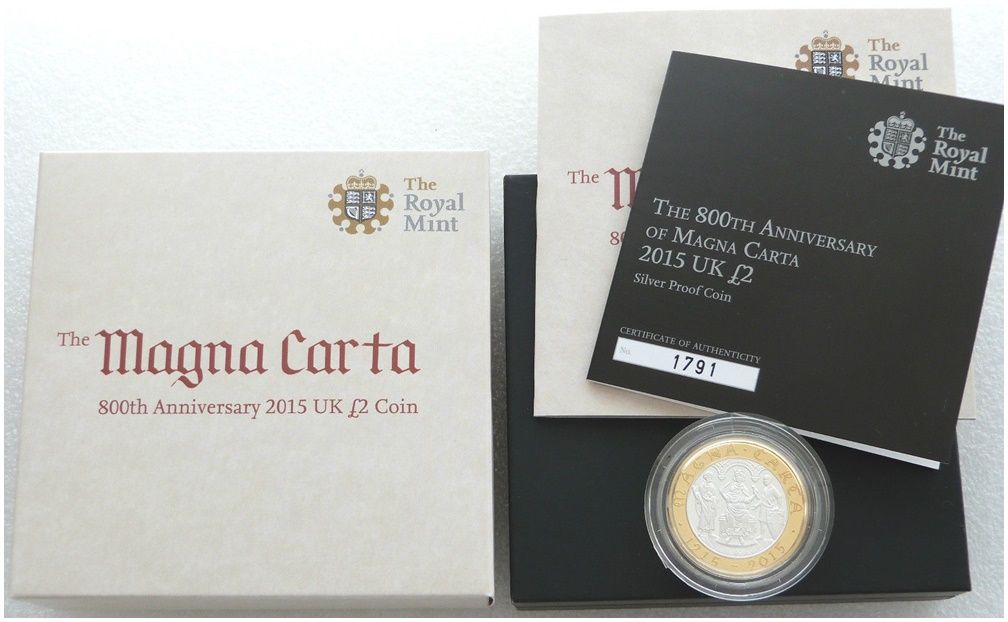 The
Royal
Mint
The Magna Carta
800th Anniversary 2015 UK £2 Coin
The
Royal
Mint
The
80
The
Royal
Mint
THE 800TH ANNIVERSARY
OF MAGNA CARTA
2015 UK £2
Silver Proof Coin
CERTIFICATE OF AUTHENTICITY
No. 1791
MAGNA · CARTA
1215 - 2015